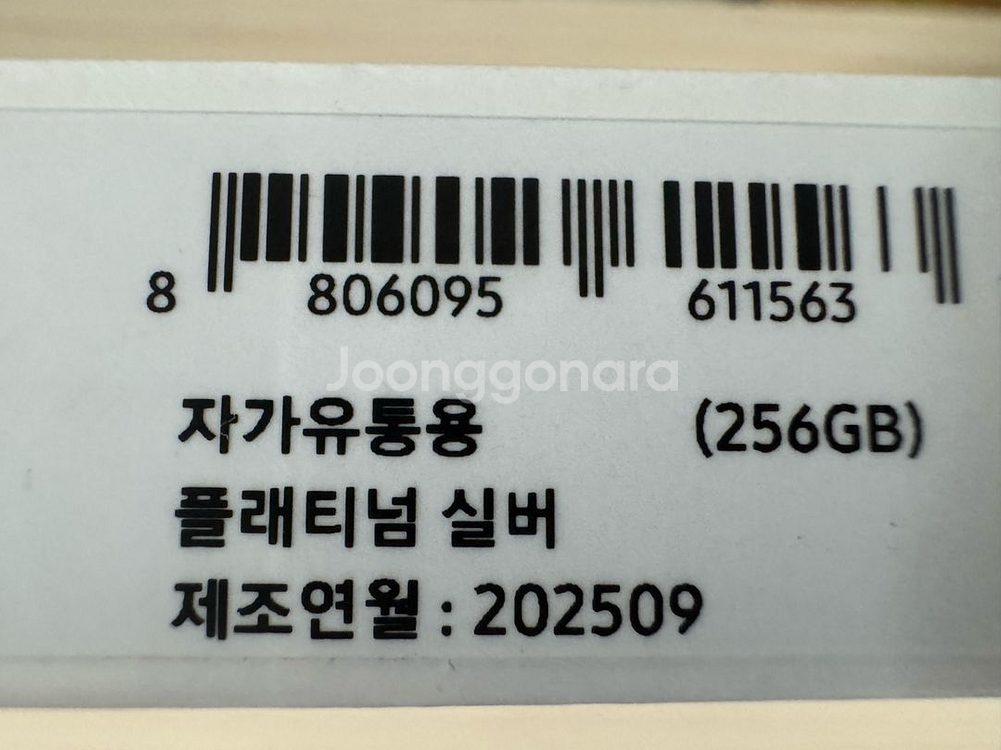 8 806095 611563
Joonggonara
자가유통용 (256GB)
플래티넘 실버
제조연월 : 202509